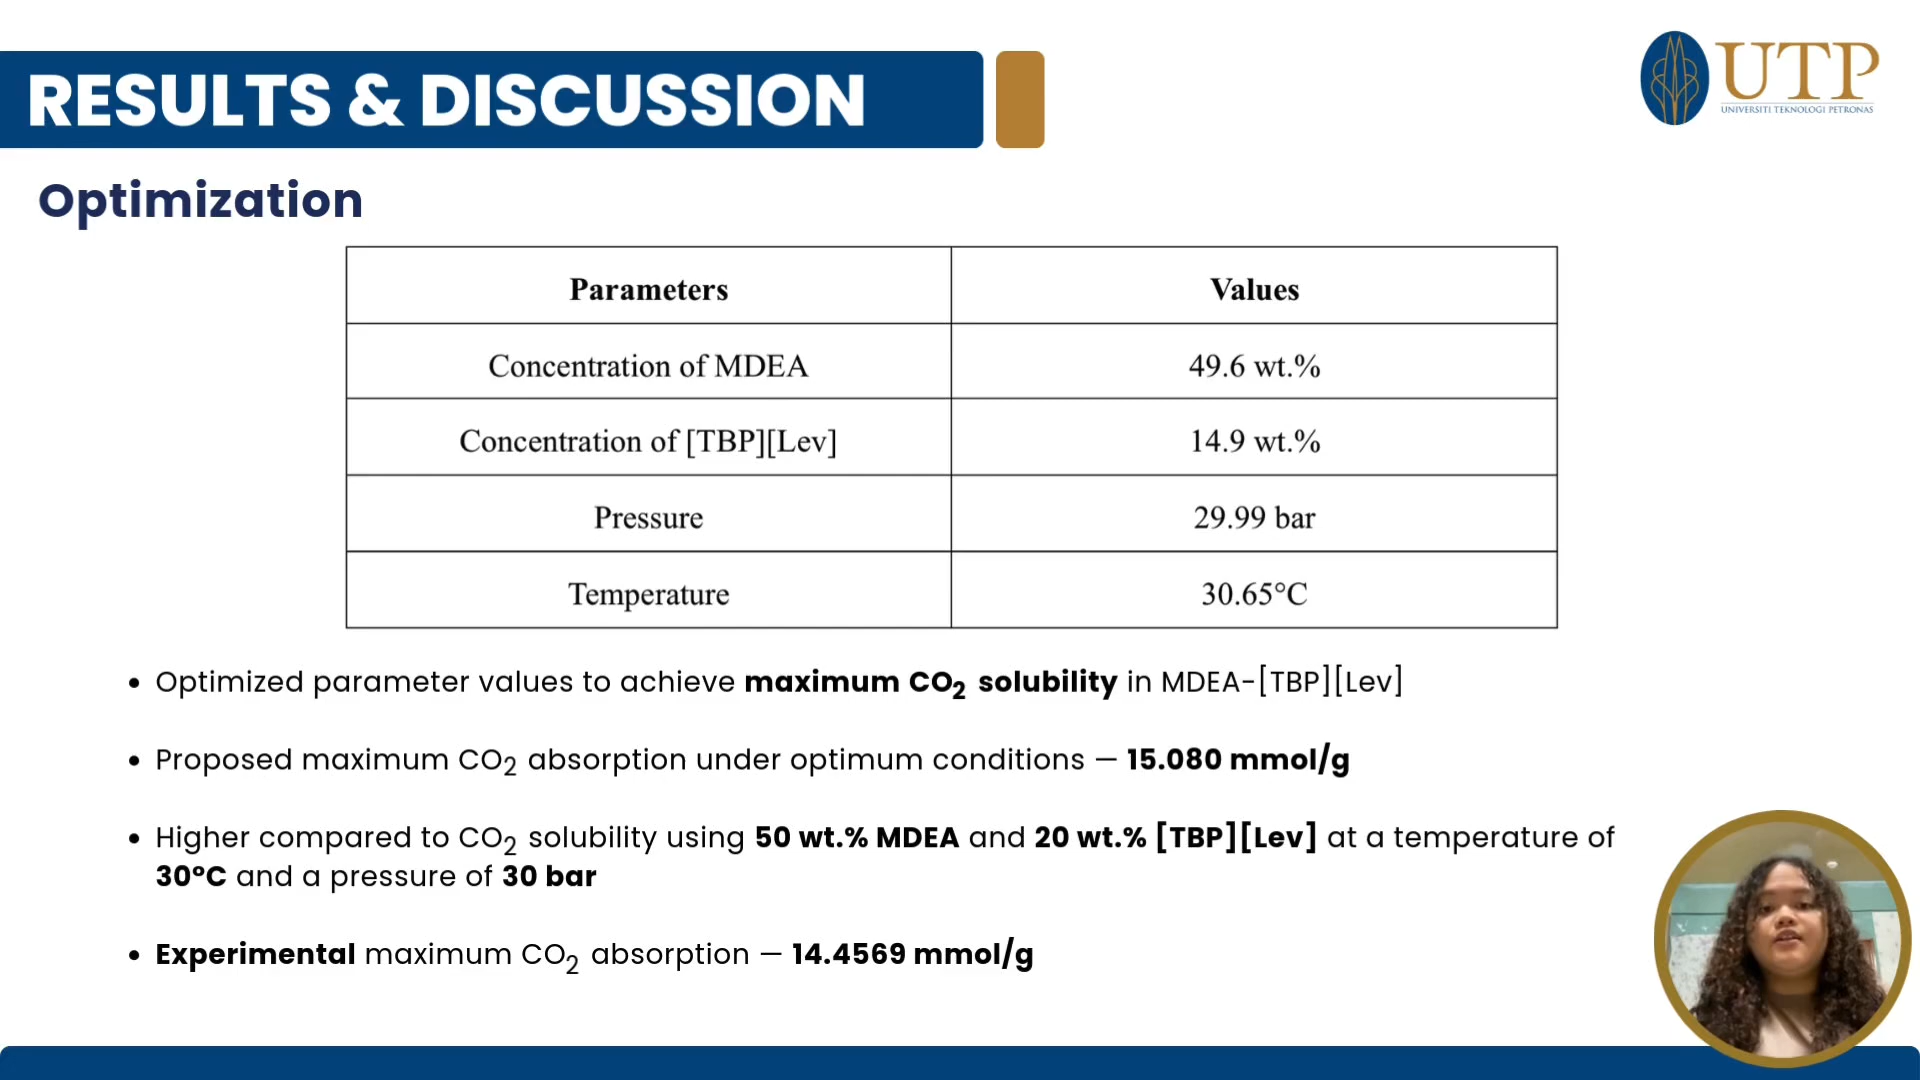 RESULTS & DISCUSSION
UTP
UNIVERSITI TEKNOLOGI PETRONAS
Optimization
Parameters Values
Concentration of MDEA 49.6 wt.%
Concentration of [TBP][Lev] 14.9 wt.%
Pressure 29.99 bar
Temperature 30.65°C
• Optimized parameter values to achieve maximum CO₂ solubility in MDEA-[TBP][Lev]
• Proposed maximum CO₂ absorption under optimum conditions — 15.080 mmol/g
• Higher compared to CO₂ solubility using 50 wt.% MDEA and 20 wt.% [TBP][Lev] at a temperature of
30°C and a pressure of 30 bar
• Experimental maximum CO₂ absorption — 14.4569 mmol/g